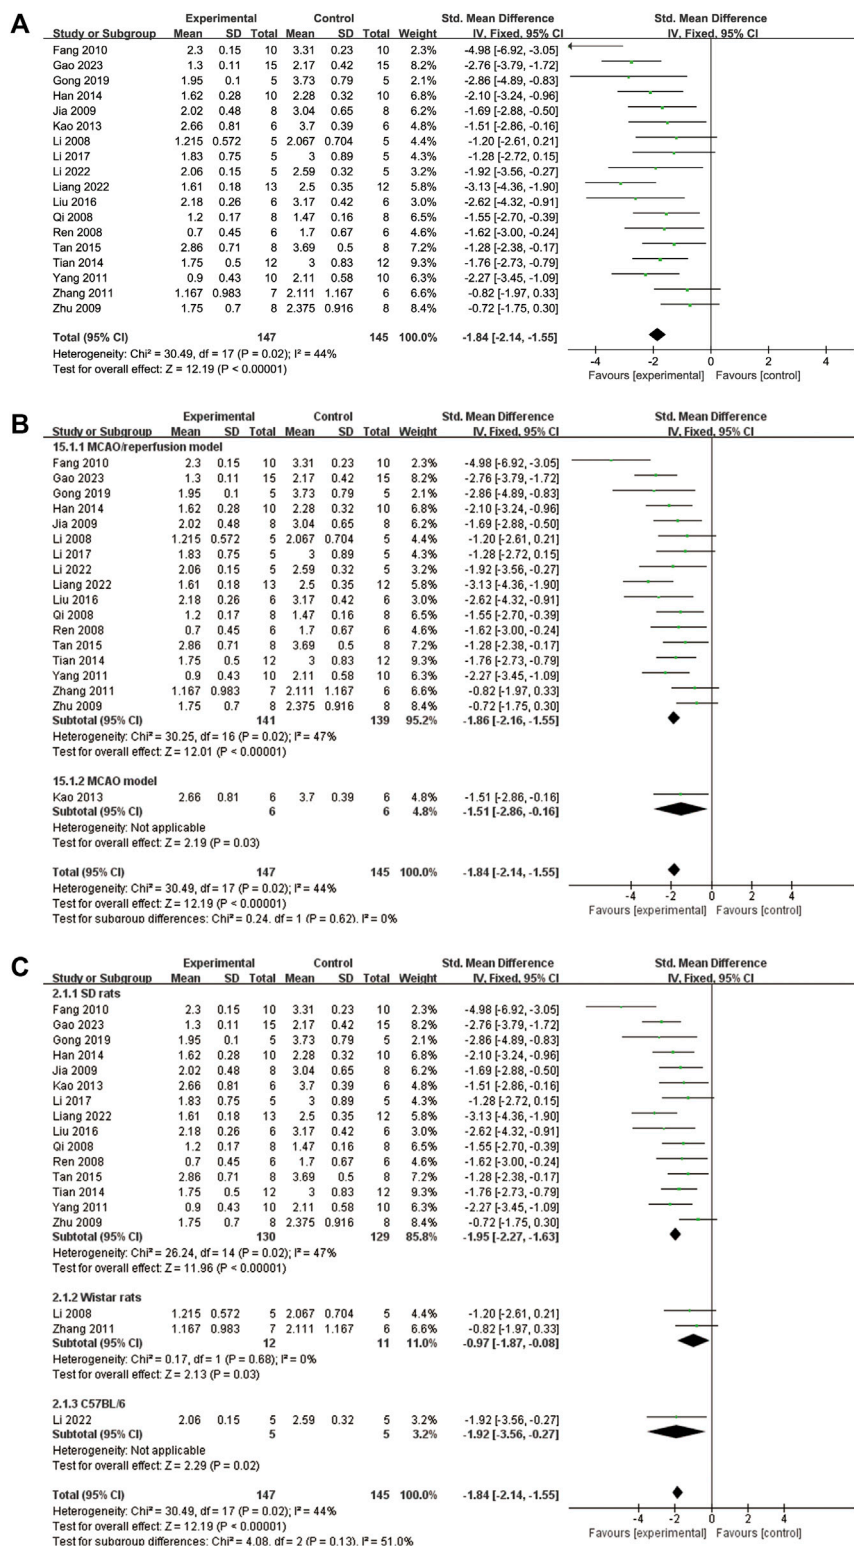 A
Experimental Control Std. Mean Difference Std. Mean Difference
Study or Subgroup Mean SD Total Mean SD Total Weight IV, Fixed, 95% CI IV, Fixed, 95% CI
Fang 2010 2.3 0.15 10 3.31 0.23 10 2.3% -4.98 [-6.92, -3.05]
Gao 2023 1.3 0.11 15 2.17 0.42 15 8.2% -2.76 [-3.79, -1.72]
Gong 2019 1.95 0.1 5 3.73 0.79 5 2.1% -2.86 [-4.89, -0.83]
Han 2014 1.62 0.28 10 2.28 0.32 10 6.8% -2.10 [-3.24, -0.96]
Jia 2009 2.02 0.48 8 3.04 0.65 8 6.2% -1.69 [-2.88, -0.50]
Kao 2013 2.66 0.81 6 3.7 0.39 6 4.8% -1.51 [-2.86, -0.16]
Li 2008 1.215 0.572 5 2.067 0.704 5 4.4% -1.20 [-2.61, 0.21]
Li 2017 1.83 0.75 5 3 0.89 5 4.3% -1.28 [-2.72, 0.15]
Li 2022 2.06 0.15 5 2.59 0.32 5 3.2% -1.92 [-3.56, -0.27]
Liang 2022 1.61 0.18 13 2.5 0.35 12 5.8% -3.13 [-4.36, -1.90]
Liu 2016 2.18 0.26 6 3.17 0.42 6 3.0% -2.62 [-4.32, -0.91]
Qi 2008 1.2 0.17 8 1.47 0.16 8 6.5% -1.55 [-2.70, -0.39]
Ren 2008 0.7 0.45 6 1.7 0.67 6 4.6% -1.62 [-3.00, -0.24]
Tan 2015 2.86 0.71 8 3.69 0.5 8 7.2% -1.28 [-2.38, -0.17]
Tian 2014 1.75 0.5 12 3 0.83 12 9.3% -1.76 [-2.73, -0.79]
Yang 2011 0.9 0.43 10 2.11 0.58 10 6.3% -2.27 [-3.45, -1.09]
Zhang 2011 1.167 0.983 7 2.111 1.167 6 6.6% -0.82 [-1.97, 0.33]
Zhu 2009 1.75 0.7 8 2.375 0.916 8 8.4% -0.72 [-1.75, 0.30]
Total (95% CI) 147 145 100.0% -1.84 [-2.14, -1.55]
Heterogeneity: Chi² = 30.49, df = 17 (P = 0.02); I² = 44%
Test for overall effect: Z = 12.19 (P < 0.00001)
-4 -2 0 2 4
Favours [experimental] Favours [control]
B
Experimental Control Std. Mean Difference Std. Mean Difference
Study or Subgroup Mean SD Total Mean SD Total Weight IV, Fixed, 95% CI IV, Fixed, 95% CI
15.1.1 MCAO/reperfusion model
Fang 2010 2.3 0.15 10 3.31 0.23 10 2.3% -4.98 [-6.92, -3.05]
Gao 2023 1.3 0.11 15 2.17 0.42 15 8.2% -2.76 [-3.79, -1.72]
Gong 2019 1.95 0.1 5 3.73 0.79 5 2.1% -2.86 [-4.89, -0.83]
Han 2014 1.62 0.28 10 2.28 0.32 10 6.8% -2.10 [-3.24, -0.96]
Jia 2009 2.02 0.48 8 3.04 0.65 8 6.2% -1.69 [-2.88, -0.50]
Li 2008 1.215 0.572 5 2.067 0.704 5 4.4% -1.20 [-2.61, 0.21]
Li 2017 1.83 0.75 5 3 0.89 5 4.3% -1.28 [-2.72, 0.15]
Li 2022 2.06 0.15 5 2.59 0.32 5 3.2% -1.92 [-3.56, -0.27]
Liang 2022 1.61 0.18 13 2.5 0.35 12 5.8% -3.13 [-4.36, -1.90]
Liu 2016 2.18 0.26 6 3.17 0.42 6 3.0% -2.62 [-4.32, -0.91]
Qi 2008 1.2 0.17 8 1.47 0.16 8 6.5% -1.55 [-2.70, -0.39]
Ren 2008 0.7 0.45 6 1.7 0.67 6 4.6% -1.62 [-3.00, -0.24]
Tan 2015 2.86 0.71 8 3.69 0.5 8 7.2% -1.28 [-2.38, -0.17]
Tian 2014 1.75 0.5 12 3 0.83 12 9.3% -1.76 [-2.73, -0.79]
Yang 2011 0.9 0.43 10 2.11 0.58 10 6.3% -2.27 [-3.45, -1.09]
Zhang 2011 1.167 0.983 7 2.111 1.167 6 6.6% -0.82 [-1.97, 0.33]
Zhu 2009 1.75 0.7 8 2.375 0.916 8 8.4% -0.72 [-1.75, 0.30]
Subtotal (95% CI) 141 139 95.2% -1.86 [-2.16, -1.55]
Heterogeneity: Chi² = 30.25, df = 16 (P = 0.02); I² = 47%
Test for overall effect: Z = 12.01 (P < 0.00001)
15.1.2 MCAO model
Kao 2013 2.66 0.81 6 3.7 0.39 6 4.8% -1.51 [-2.86, -0.16]
Subtotal (95% CI) 6 6 4.8% -1.51 [-2.86, -0.16]
Heterogeneity: Not applicable
Test for overall effect: Z = 2.19 (P = 0.03)
Total (95% CI) 147 145 100.0% -1.84 [-2.14, -1.55]
Heterogeneity: Chi² = 30.49, df = 17 (P = 0.02); I² = 44%
Test for overall effect: Z = 12.19 (P < 0.00001)
Test for subgroup differences: Chi² = 0.24, df = 1 (P = 0.62), I² = 0%
-4 -2 0 2 4
Favours [experimental] Favours [control]
C
Experimental Control Std. Mean Difference Std. Mean Difference
Study or Subgroup Mean SD Total Mean SD Total Weight IV, Fixed, 95% CI IV, Fixed, 95% CI
2.1.1 SD rats
Fang 2010 2.3 0.15 10 3.31 0.23 10 2.3% -4.98 [-6.92, -3.05]
Gao 2023 1.3 0.11 15 2.17 0.42 15 8.2% -2.76 [-3.79, -1.72]
Gong 2019 1.95 0.1 5 3.73 0.79 5 2.1% -2.86 [-4.89, -0.83]
Han 2014 1.62 0.28 10 2.28 0.32 10 6.8% -2.10 [-3.24, -0.96]
Jia 2009 2.02 0.48 8 3.04 0.65 8 6.2% -1.69 [-2.88, -0.50]
Kao 2013 2.66 0.81 6 3.7 0.39 6 4.8% -1.51 [-2.86, -0.16]
Li 2017 1.83 0.75 5 3 0.89 5 4.3% -1.28 [-2.72, 0.15]
Liang 2022 1.61 0.18 13 2.5 0.35 12 5.8% -3.13 [-4.36, -1.90]
Liu 2016 2.18 0.26 6 3.17 0.42 6 3.0% -2.62 [-4.32, -0.91]
Qi 2008 1.2 0.17 8 1.47 0.16 8 6.5% -1.55 [-2.70, -0.39]
Ren 2008 0.7 0.45 6 1.7 0.67 6 4.6% -1.62 [-3.00, -0.24]
Tan 2015 2.86 0.71 8 3.69 0.5 8 7.2% -1.28 [-2.38, -0.17]
Tian 2014 1.75 0.5 12 3 0.83 12 9.3% -1.76 [-2.73, -0.79]
Yang 2011 0.9 0.43 10 2.11 0.58 10 6.3% -2.27 [-3.45, -1.09]
Zhu 2009 1.75 0.7 8 2.375 0.916 8 8.4% -0.72 [-1.75, 0.30]
Subtotal (95% CI) 130 129 85.8% -1.95 [-2.27, -1.63]
Heterogeneity: Chi² = 26.24, df = 14 (P = 0.02); I² = 47%
Test for overall effect: Z = 11.96 (P < 0.00001)
2.1.2 Wistar rats
Li 2008 1.215 0.572 5 2.067 0.704 5 4.4% -1.20 [-2.61, 0.21]
Zhang 2011 1.167 0.983 7 2.111 1.167 6 6.6% -0.82 [-1.97, 0.33]
Subtotal (95% CI) 12 11 11.0% -0.97 [-1.87, -0.08]
Heterogeneity: Chi² = 0.17, df = 1 (P = 0.68); I² = 0%
Test for overall effect: Z = 2.13 (P = 0.03)
2.1.3 C57BL/6
Li 2022 2.06 0.15 5 2.59 0.32 5 3.2% -1.92 [-3.56, -0.27]
Subtotal (95% CI) 5 5 3.2% -1.92 [-3.56, -0.27]
Heterogeneity: Not applicable
Test for overall effect: Z = 2.29 (P = 0.02)
Total (95% CI) 147 145 100.0% -1.84 [-2.14, -1.55]
Heterogeneity: Chi² = 30.49, df = 17 (P = 0.02); I² = 44%
Test for overall effect: Z = 12.19 (P < 0.00001)
Test for subgroup differences: Chi² = 4.08, df = 2 (P = 0.13), I² = 51.0%
-4 -2 0 2 4
Favours [experimental] Favours [control]